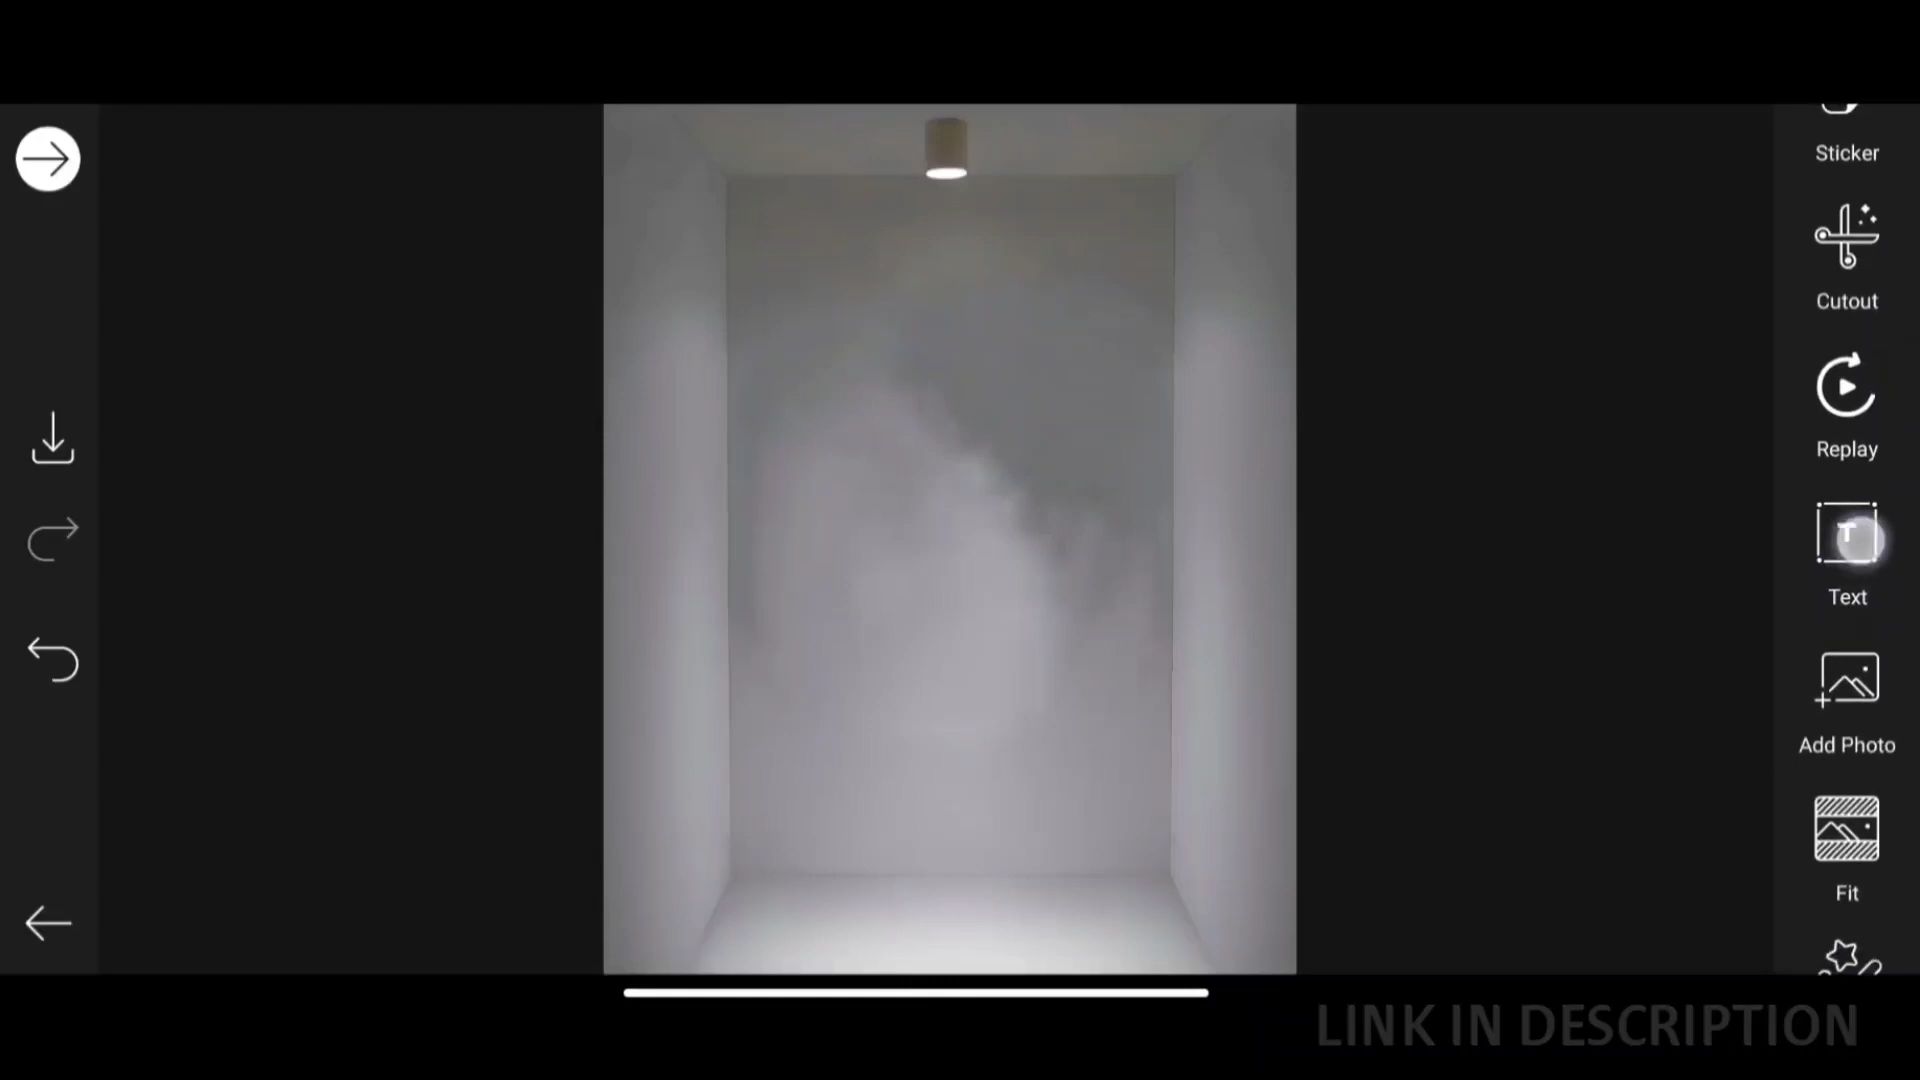 Sticker
Cutout
Replay
T
Text
Add Photo
Fit
LINK IN DESCRIPTION